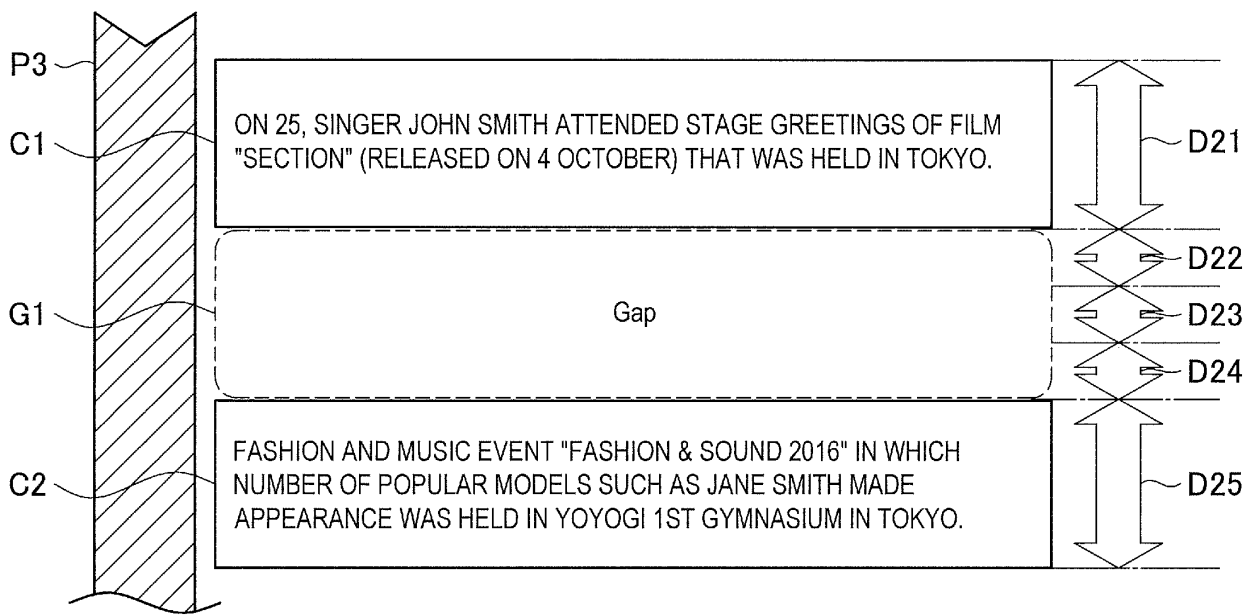 P3
C1
ON 25, SINGER JOHN SMITH ATTENDED STAGE GREETINGS OF FILM
"SECTION" (RELEASED ON 4 OCTOBER) THAT WAS HELD IN TOKYO.
D21
D22
G1
Gap
D23
D24
C2
FASHION AND MUSIC EVENT "FASHION & SOUND 2016" IN WHICH
NUMBER OF POPULAR MODELS SUCH AS JANE SMITH MADE
APPEARANCE WAS HELD IN YOYOGI 1ST GYMNASIUM IN TOKYO.
D25